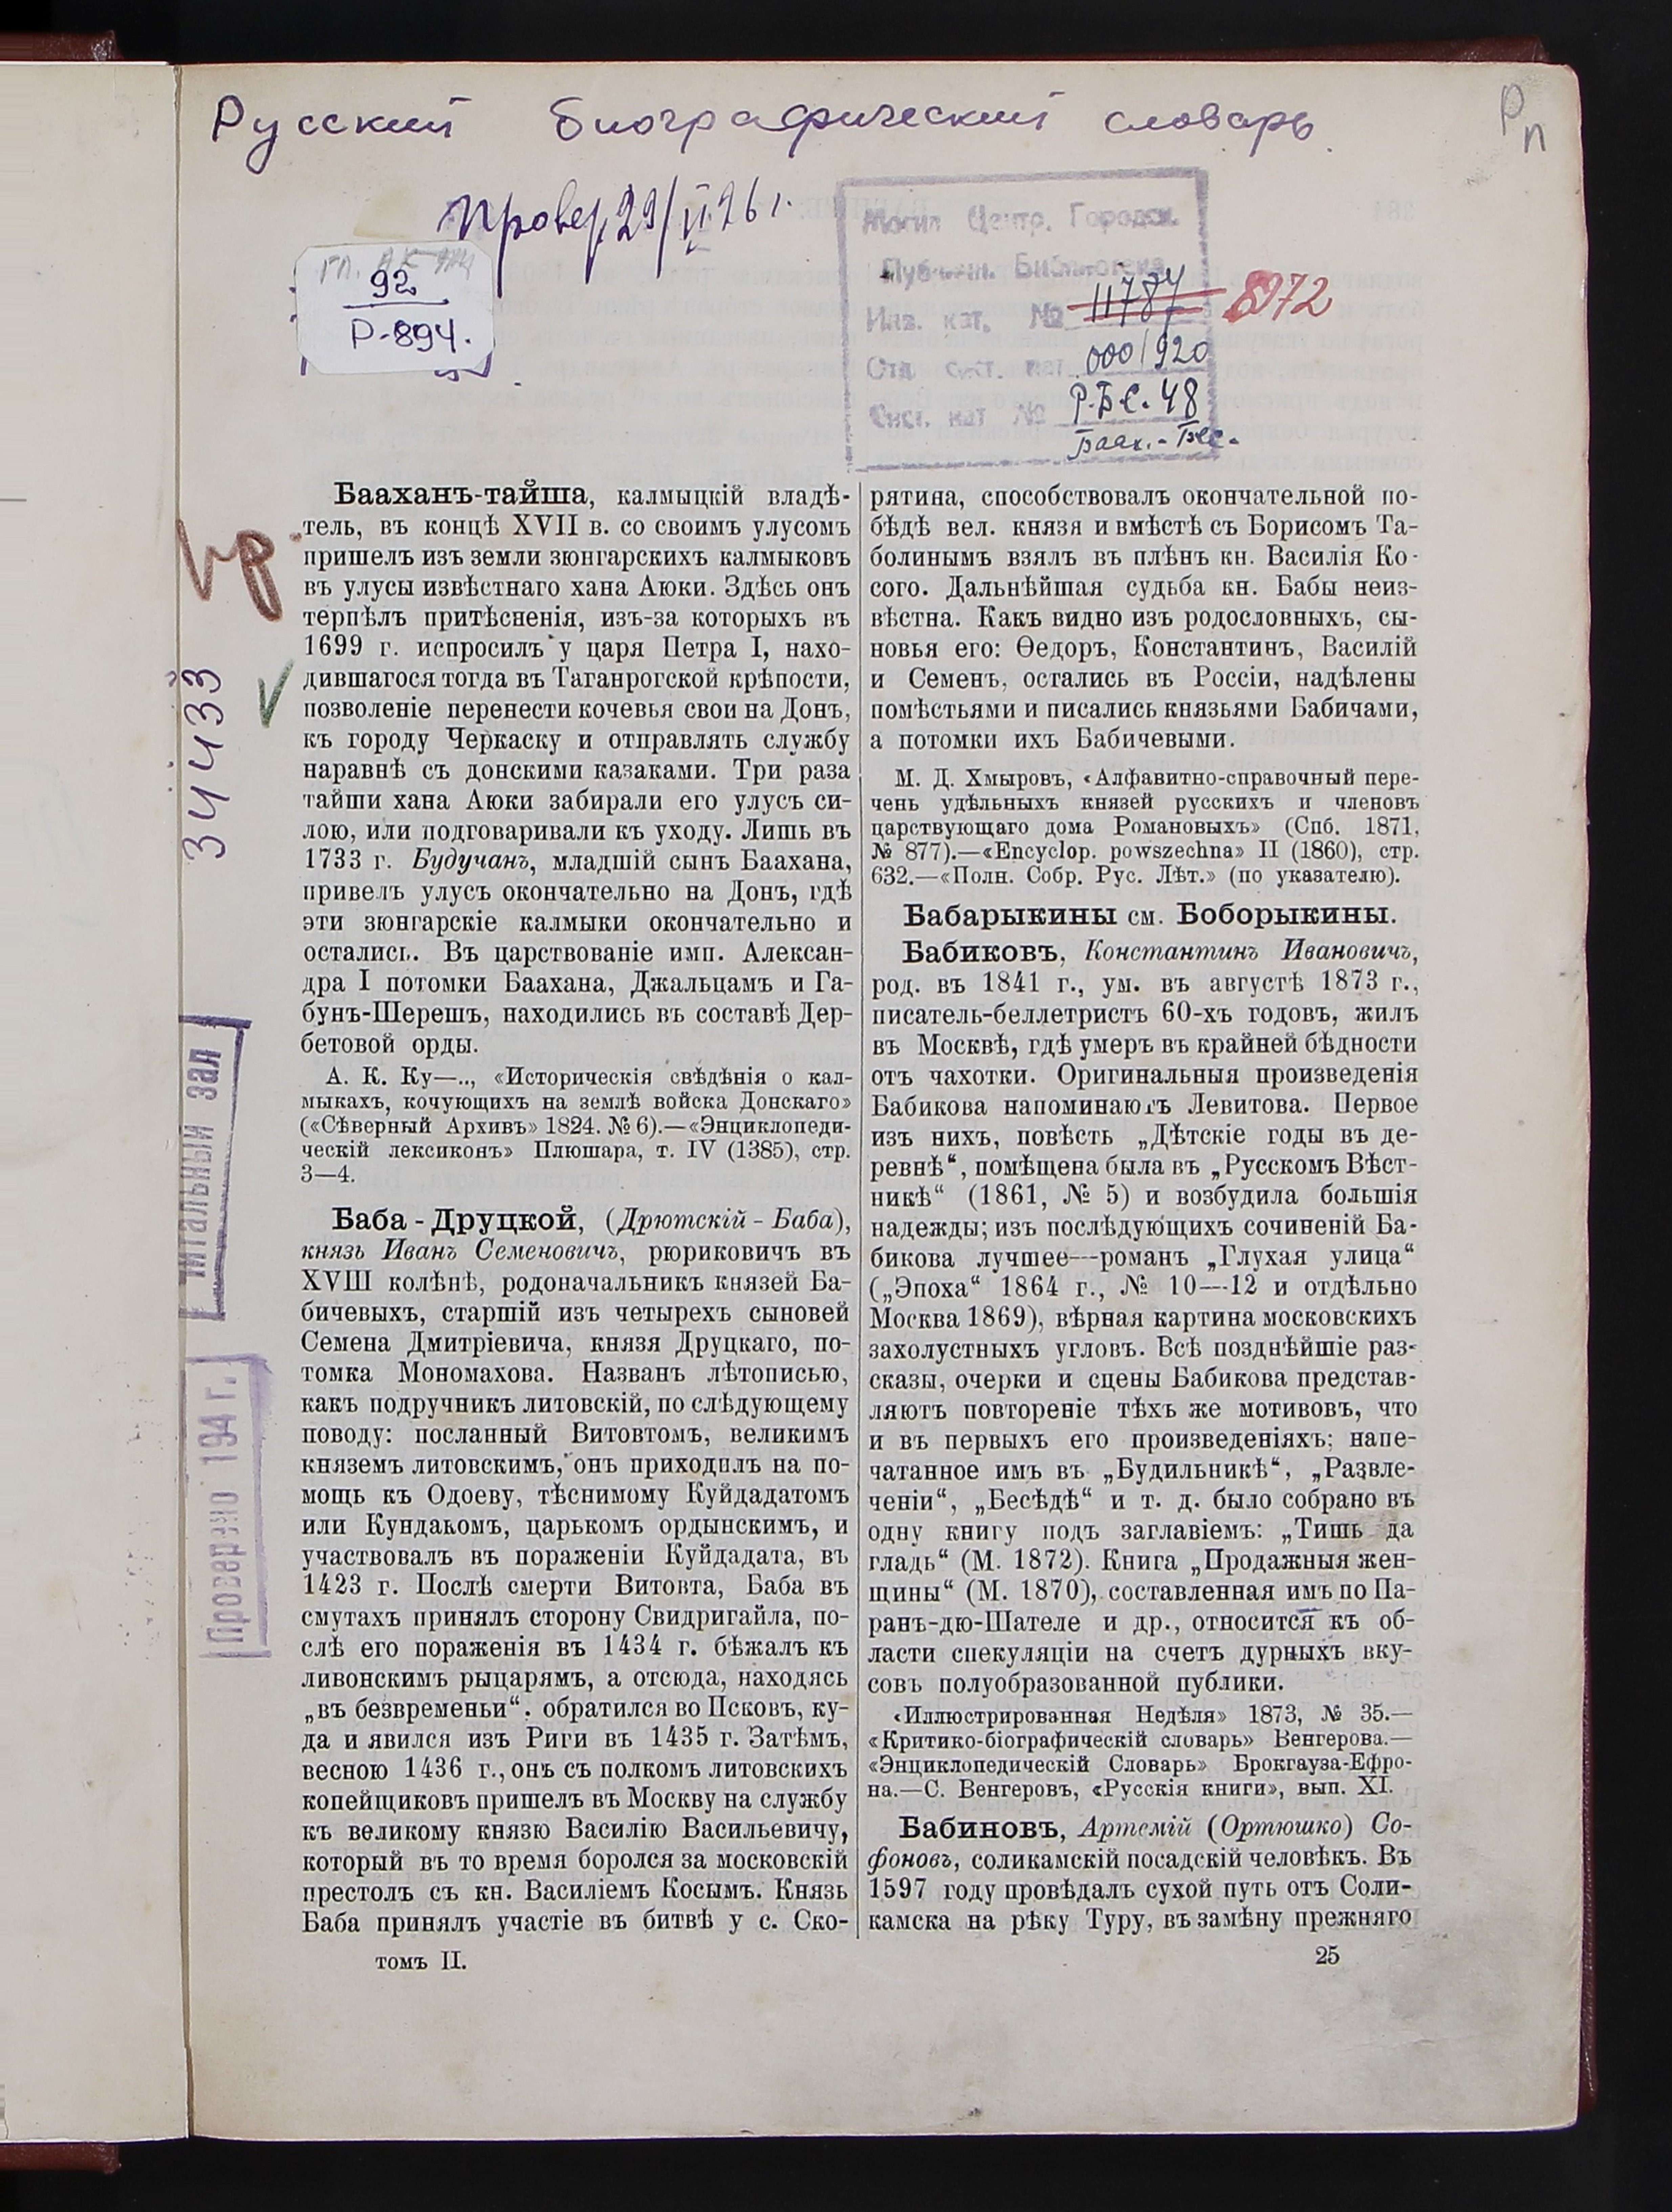 Русский биографический словарь
Рп
Провер. 29/II 26 г.
92
Р-894.
Могил Центр. Городск.
Публичн. Библиотека
Инв. кат. № 11787 8972
Отд. сист. кат. 000/920
Сист. кат № Р.Б.С. 48
Баах.-Бес.
34433
Читальный зал
Проверено 194 г.
Бааханъ-тайша, калмыцкій владѣ-
тель, въ концѣ XVII в. со своимъ улусомъ
пришелъ изъ земли зюнгарскихъ калмыковъ
въ улусы извѣстнаго хана Аюки. Здѣсь онъ
терпѣлъ притѣсненія, изъ-за которыхъ въ
1699 г. испросилъ у царя Петра I, нахо-
дившагося тогда въ Таганрогской крѣпости,
позволеніе перенести кочевья свои на Донъ,
къ городу Черкаску и отправлять службу
наравнѣ съ донскими казаками. Три раза
тайши хана Аюки забирали его улусъ си-
лою, или подговаривали къ уходу. Лишь въ
1733 г. Будучанъ, младшій сынъ Баахана,
привелъ улусъ окончательно на Донъ, гдѣ
эти зюнгарскіе калмыки окончательно и
остались. Въ царствованіе имп. Алексан-
дра I потомки Баахана, Джальцамъ и Га-
бунъ-Шерешъ, находились въ составѣ Дер-
бетовой орды.
А. К. Ку—.., «Историческія свѣдѣнія о кал-
мыкахъ, кочующихъ на землѣ войска Донскаго»
(«Сѣверный Архивъ» 1824. № 6).—«Энциклопеди-
ческій лексиконъ» Плюшара, т. IV (1385), стр.
3—4.
Баба-Друцкой, (Дрютскій-Баба),
князь Иванъ Семеновичъ, рюриковичъ въ
XVIII колѣнѣ, родоначальникъ князей Ба-
бичевыхъ, старшій изъ четырехъ сыновей
Семена Дмитріевича, князя Друцкаго, по-
томка Мономахова. Названъ лѣтописью,
какъ подручникъ литовскій, по слѣдующему
поводу: посланный Витовтомъ, великимъ
княземъ литовскимъ, онъ приходилъ на по-
мощь къ Одоеву, тѣснимому Куйдадатомъ
или Кундакомъ, царькомъ ордынскимъ, и
участвовалъ въ пораженіи Куйдадата, въ
1423 г. Послѣ смерти Витовта, Баба въ
смутахъ принялъ сторону Свидригайла, по-
слѣ его пораженія въ 1434 г. бѣжалъ къ
ливонскимъ рыцарямъ, а отсюда, находясь
„въ безвременьи“. обратился во Псковъ, ку-
да и явился изъ Риги въ 1435 г. Затѣмъ,
весною 1436 г., онъ съ полкомъ литовскихъ
копейщиковъ пришелъ въ Москву на службу
къ великому князю Василію Васильевичу,
который въ то время боролся за московскій
престолъ съ кн. Василіемъ Косымъ. Князь
Баба принялъ участіе въ битвѣ у с. Ско-
рятина, способствовалъ окончательной по-
бѣдѣ вел. князя и вмѣстѣ съ Борисомъ Та-
болинымъ взялъ въ плѣнъ кн. Василія Ко-
сого. Дальнѣйшая судьба кн. Бабы неиз-
вѣстна. Какъ видно изъ родословныхъ, сы-
новья его: Ѳедоръ, Константинъ, Василій
и Семенъ, остались въ Россіи, надѣлены
помѣстьями и писались князьями Бабичами,
а потомки ихъ Бабичевыми.
М. Д. Хмыровъ, «Алфавитно-справочный пере-
чень удѣльныхъ князей русскихъ и членовъ
царствующаго дома Романовыхъ» (Спб. 1871,
№ 877).—«Encyclop. powszechna» II (1860), стр.
632.—«Полн. Собр. Рус. Лѣт.» (по указателю).
Бабарыкины см. Боборыкины.
Бабиковъ, Константинъ Ивановичъ,
род. въ 1841 г., ум. въ августѣ 1873 г.,
писатель-беллетристъ 60-хъ годовъ, жилъ
въ Москвѣ, гдѣ умеръ въ крайней бѣдности
отъ чахотки. Оригинальныя произведенія
Бабикова напоминаютъ Левитова. Первое
изъ нихъ, повѣсть „Дѣтскіе годы въ де-
ревнѣ“, помѣщена была въ „Русскомъ Вѣст-
никѣ“ (1861, № 5) и возбудила большія
надежды; изъ послѣдующихъ сочиненій Ба-
бикова лучшее—романъ „Глухая улица“
(„Эпоха“ 1864 г., № 10—12 и отдѣльно
Москва 1869), вѣрная картина московскихъ
захолустныхъ угловъ. Всѣ позднѣйшіе раз-
сказы, очерки и сцены Бабикова представ-
ляютъ повтореніе тѣхъ же мотивовъ, что
и въ первыхъ его произведеніяхъ; напе-
чатанное имъ въ „Будильникѣ“, „Развле-
ченіи“, „Бесѣдѣ“ и т. д. было собрано въ
одну книгу подъ заглавіемъ: „Тишь да
гладь“ (М. 1872). Книга „Продажныя жен-
щины“ (М. 1870), составленная имъ по Па-
ранъ-дю-Шателе и др., относится къ об-
ласти спекуляціи на счетъ дурныхъ вку-
совъ полуобразованной публики.
«Иллюстрированная Недѣля» 1873, № 35.—
«Критико-біографическій словарь» Венгерова.—
«Энциклопедическій Словарь» Брокгауза-Ефро-
на.—С. Венгеровъ, «Русскія книги», вып. XI.
Бабиновъ, Артемій (Ортюшко) Со-
фоновъ, соликамскій посадскій человѣкъ. Въ
1597 году провѣдалъ сухой путь отъ Соли-
камска на рѣку Туру, въ замѣну прежняго
томъ II.
25